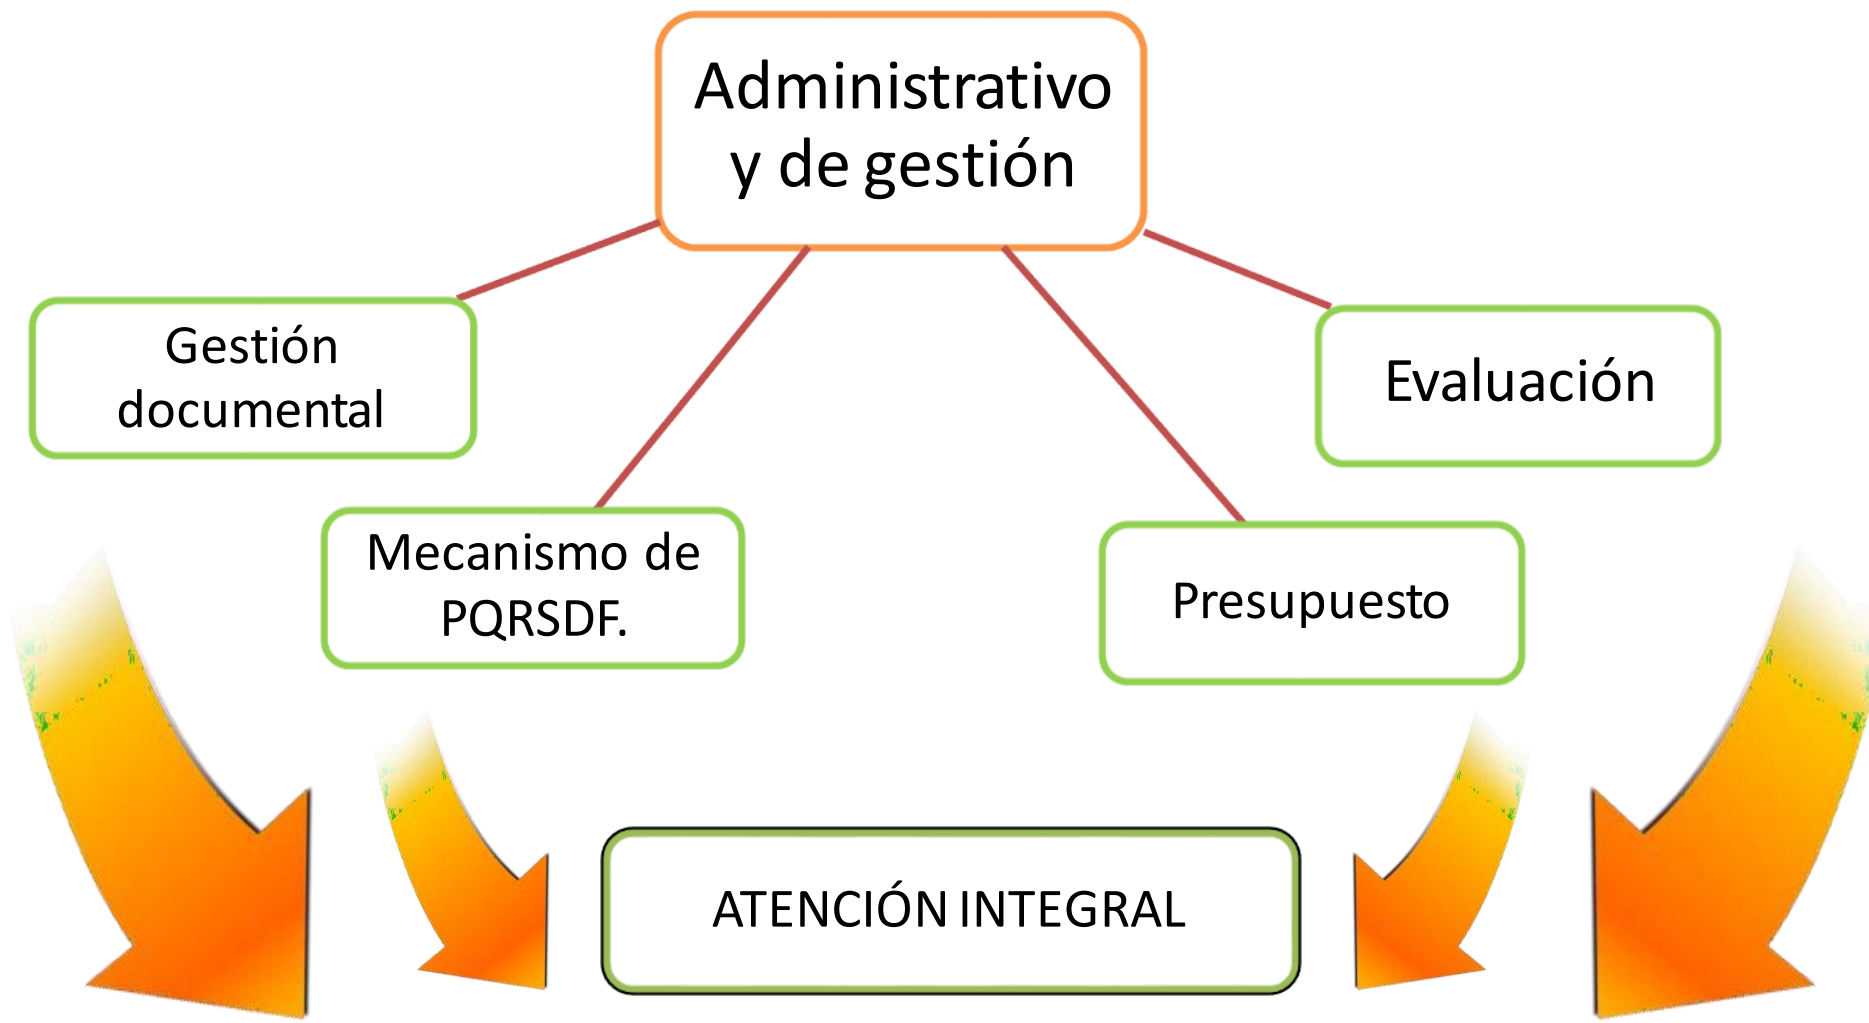 Administrativo
y de gestión
Gestión
documental
Evaluación
Mecanismo de
PQRSDF.
Presupuesto
ATENCIÓN INTEGRAL